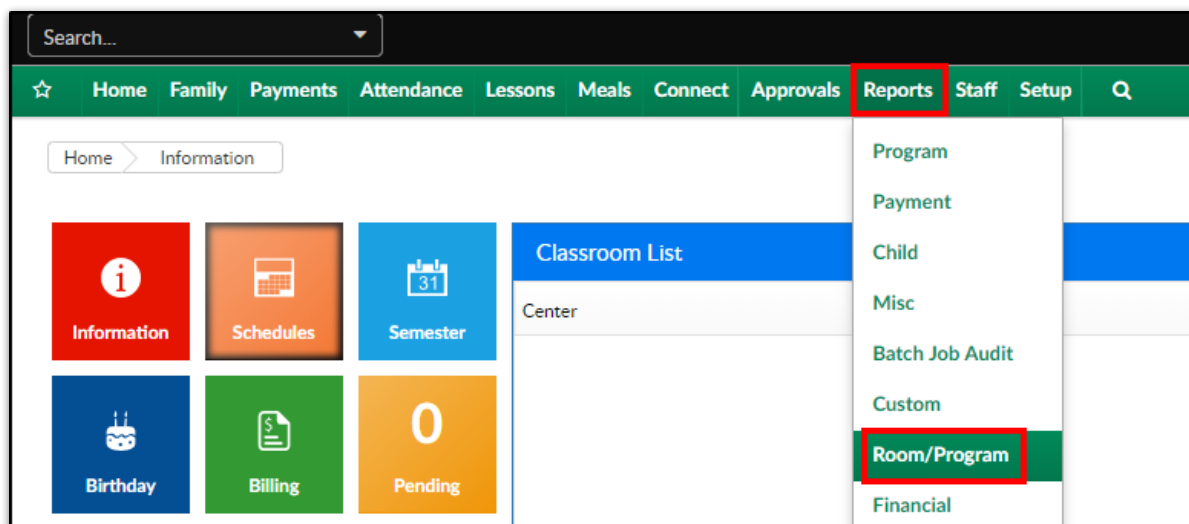 Search...
Home Family Payments Attendance Lessons Meals Connect Approvals Reports Staff Setup
Home Information
Program
Payment
Child
Misc
Batch Job Audit
Custom
Room/Program
Financial
Information Schedules 31 Semester
Birthday $ Billing 0 Pending
Classroom List
Center